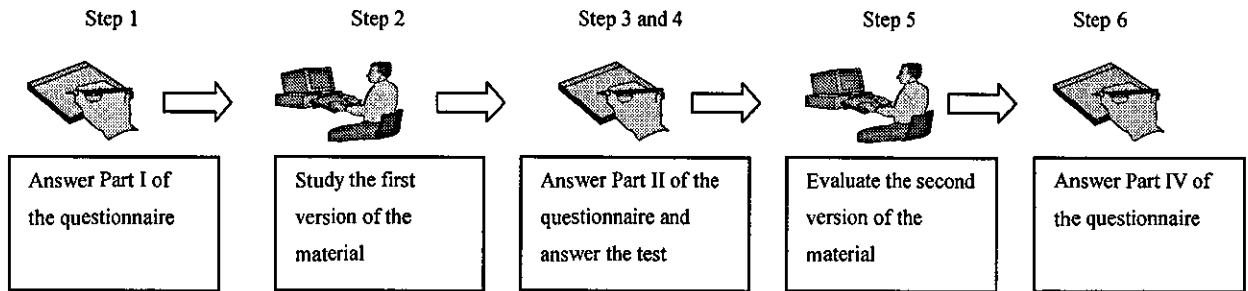 Step 1
Step 2
Step 3 and 4
Step 5
Step 6
Answer Part I of
the questionnaire
Study the first
version of the
material
Answer Part II of the
questionnaire and
answer the test
Evaluate the second
version of the
material
Answer Part IV of
the questionnaire